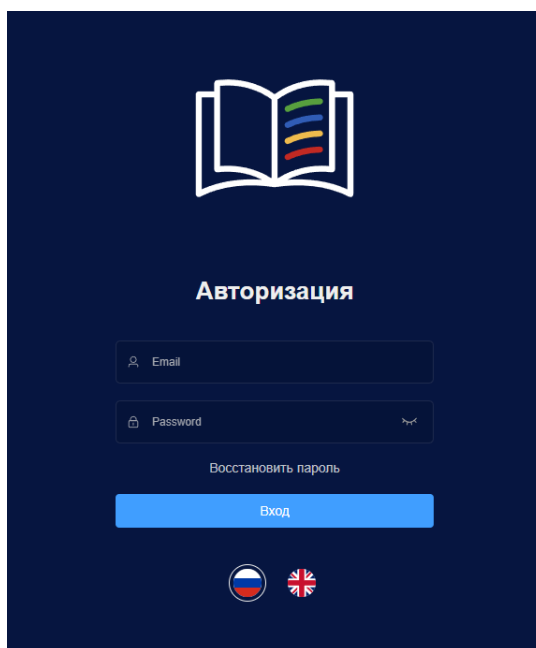 Авторизация
Email
Password
Восстановить пароль
Вход